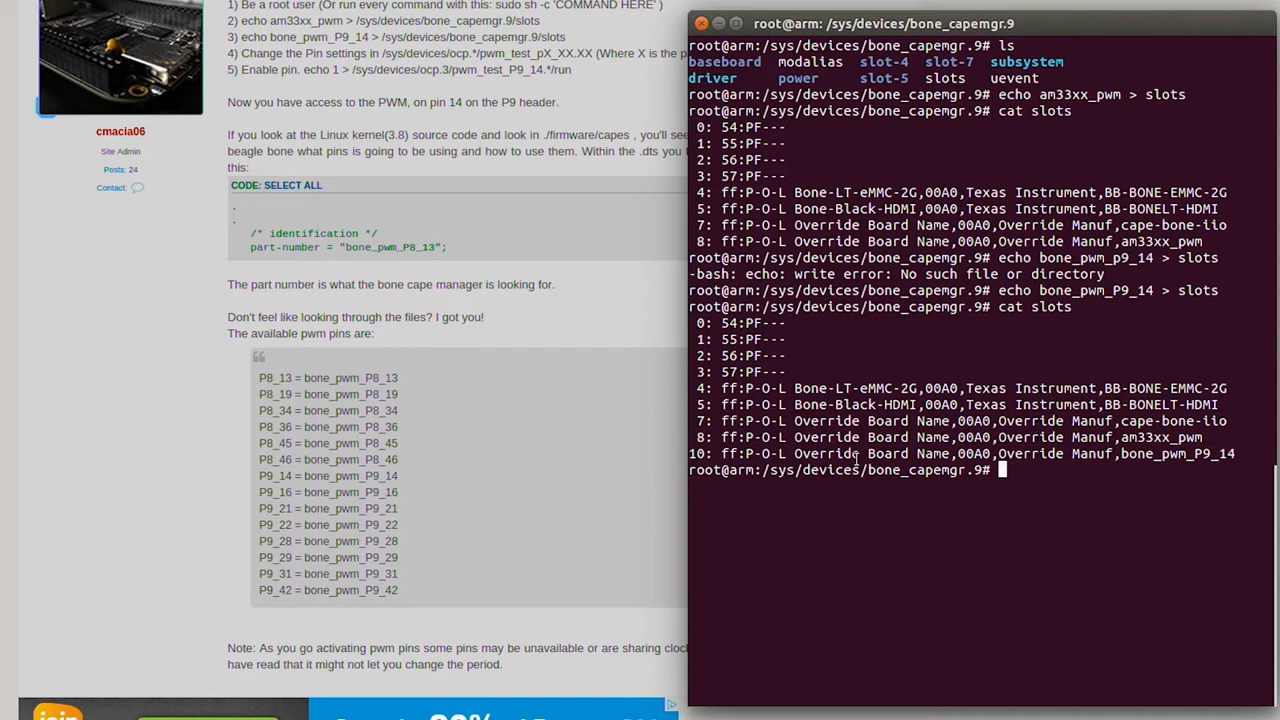 1) Be a root user (Or run every command with this: sudo sh -c 'COMMAND HERE' )
2) echo am33xx_pwm > /sys/devices/bone_capemgr.9/slots
3) echo bone_pwm_P9_14 > /sys/devices/bone_capemgr.9/slots
4) Change the Pin settings in /sys/devices/ocp.*/pwm_test_pX_XX.XX (Where X is the p
5) Enable pin. echo 1 > /sys/devices/ocp.3/pwm_test_P9_14.*/run
Now you have access to the PWM, on pin 14 on the P9 header.
cmacia06
Site Admin
Posts: 24
Contact:
If you look at the Linux kernel(3.8) source code and look in ./firmware/capes , you'll see
beagle bone what pins is going to be using and how to use them. Within the .dts you
this:
CODE: SELECT ALL
.
.
/* identification */
part-number = "bone_pwm_P8_13";
The part number is what the bone cape manager is looking for.
Don't feel like looking through the files? I got you!
The available pwm pins are:
P8_13 = bone_pwm_P8_13
P8_19 = bone_pwm_P8_19
P8_34 = bone_pwm_P8_34
P8_36 = bone_pwm_P8_36
P8_45 = bone_pwm_P8_45
P8_46 = bone_pwm_P8_46
P9_14 = bone_pwm_P9_14
P9_16 = bone_pwm_P9_16
P9_21 = bone_pwm_P9_21
P9_22 = bone_pwm_P9_22
P9_28 = bone_pwm_P9_28
P9_29 = bone_pwm_P9_29
P9_31 = bone_pwm_P9_31
P9_42 = bone_pwm_P9_42
Note: As you go activating pwm pins some pins may be unavailable or are sharing clock
have read that it might not let you change the period.
root@arm: /sys/devices/bone_capemgr.9
root@arm:/sys/devices/bone_capemgr.9# ls
baseboard modalias slot-4 slot-7 subsystem
driver power slot-5 slots uevent
root@arm:/sys/devices/bone_capemgr.9# echo am33xx_pwm > slots
root@arm:/sys/devices/bone_capemgr.9# cat slots
0: 54:PF---
1: 55:PF---
2: 56:PF---
3: 57:PF---
4: ff:P-O-L Bone-LT-eMMC-2G,00A0,Texas Instrument,BB-BONE-EMMC-2G
5: ff:P-O-L Bone-Black-HDMI,00A0,Texas Instrument,BB-BONELT-HDMI
7: ff:P-O-L Override Board Name,00A0,Override Manuf,cape-bone-iio
8: ff:P-O-L Override Board Name,00A0,Override Manuf,am33xx_pwm
root@arm:/sys/devices/bone_capemgr.9# echo bone_pwm_p9_14 > slots
-bash: echo: write error: No such file or directory
root@arm:/sys/devices/bone_capemgr.9# echo bone_pwm_P9_14 > slots
root@arm:/sys/devices/bone_capemgr.9# cat slots
0: 54:PF---
1: 55:PF---
2: 56:PF---
3: 57:PF---
4: ff:P-O-L Bone-LT-eMMC-2G,00A0,Texas Instrument,BB-BONE-EMMC-2G
5: ff:P-O-L Bone-Black-HDMI,00A0,Texas Instrument,BB-BONELT-HDMI
7: ff:P-O-L Override Board Name,00A0,Override Manuf,cape-bone-iio
8: ff:P-O-L Override Board Name,00A0,Override Manuf,am33xx_pwm
10: ff:P-O-L Override Board Name,00A0,Override Manuf,bone_pwm_P9_14
root@arm:/sys/devices/bone_capemgr.9#